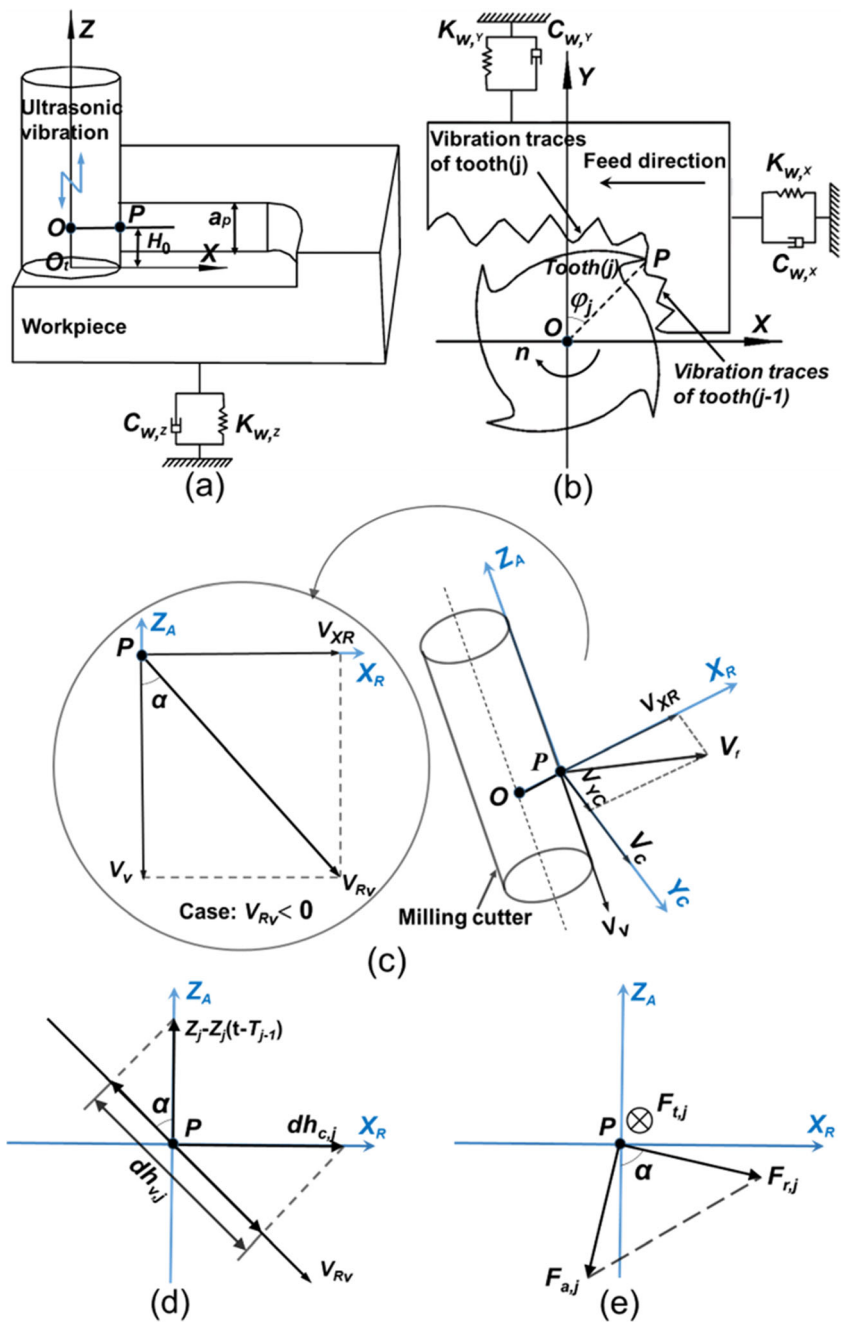 Z
Ultrasonic
vibration
O
P
a_p
H_0
O_t
X
Workpiece
C_w,z
K_w,z
(a)
K_w,Y
C_w,Y
Y
Vibration traces
of tooth(j)
Feed direction
K_w,X
C_w,X
Tooth(j)
P
φ_j
O
n
X
Vibration traces
of tooth(j-1)
(b)
Z_A
P
V_XR
X_R
α
V_v
V_Rv
Case: V_Rv < 0
Z_A
X_R
V_XR
V_f
P
O
V_YC
V_c
Y_C
V_v
Milling cutter
(c)
Z_A
Z_j-Z_j(t-T_j-1)
α
P
dh_c,j
X_R
dh_v,j
V_Rv
(d)
Z_A
P
F_t,j
X_R
α
F_r,j
F_a,j
(e)